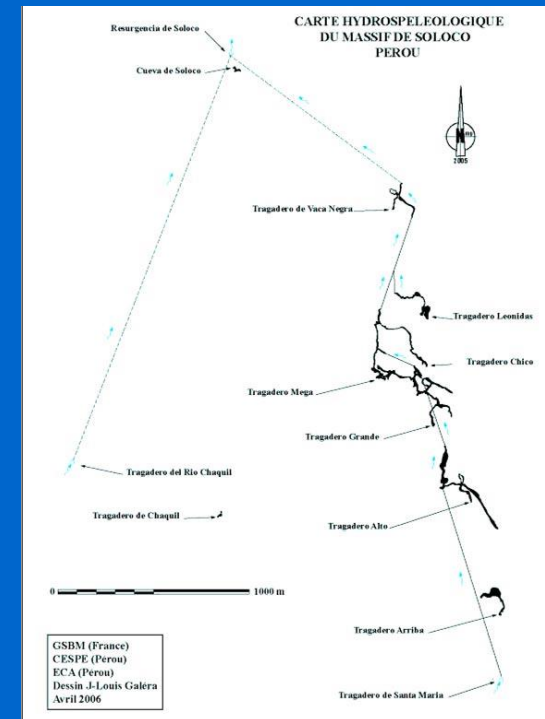 CARTE HYDROSPELEOLOGIQUE
DU MASSIF DE SOLOCO
PEROU
Resurgencia de Soloco
Cueva de Soloco
N
2005
Tragadero de Vaca Negra
Tragadero Leonidas
Tragadero Chico
Tragadero Mega
Tragadero Grande
Tragadero del Rio Chaquil
Tragadero de Chaquil
Tragadero Alto
0 1000 m
Tragadero Arriba
GSBM (France)
CESPE (Pérou)
ECA (Pérou)
Dessin J-Louis Galéra
Avril 2006
Tragadero de Santa Maria